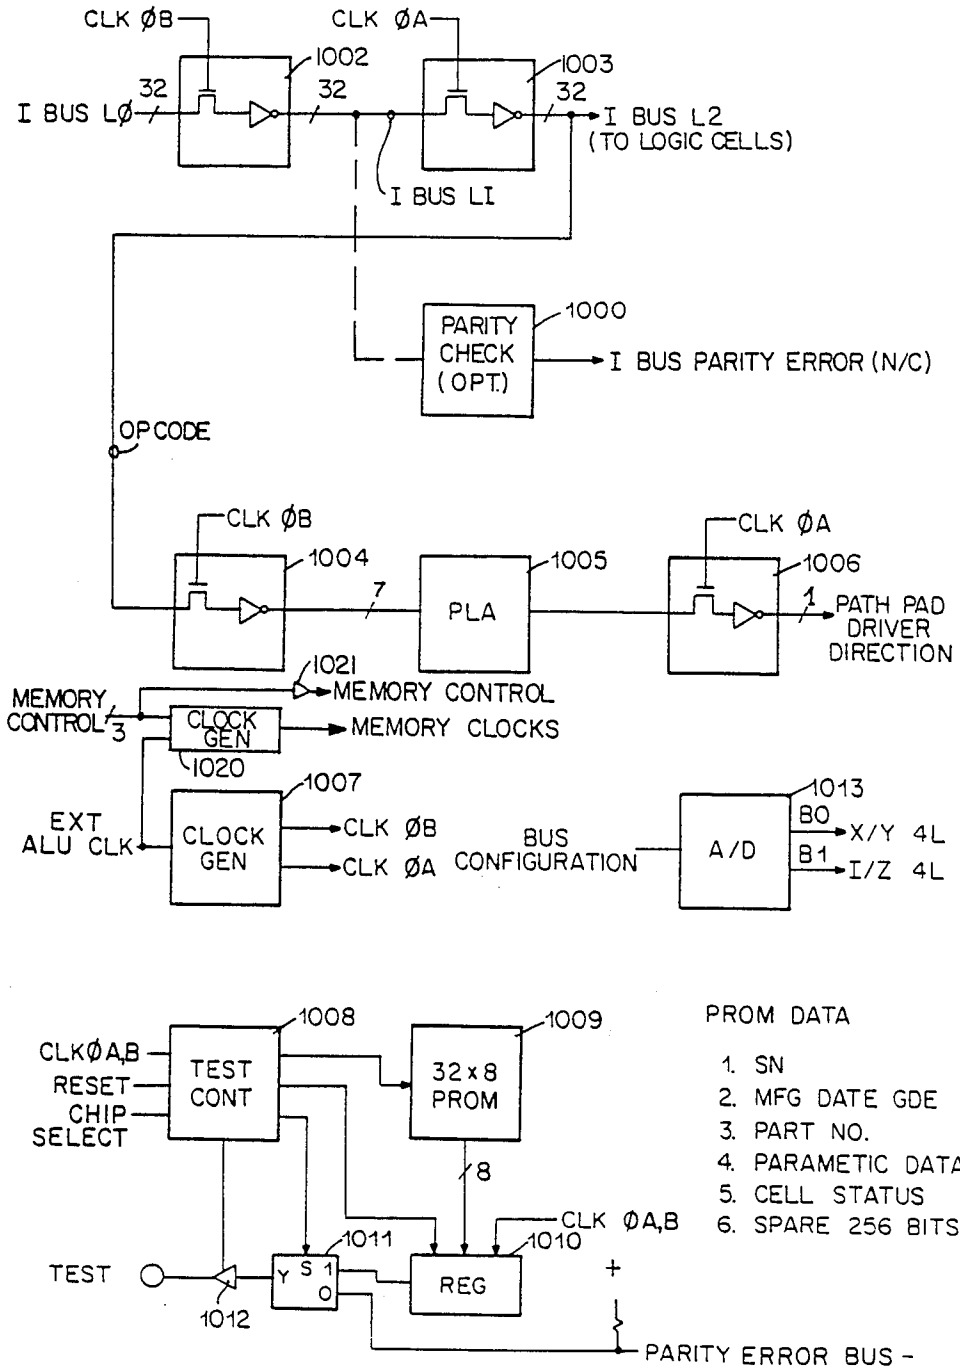 CLK ØB
CLK ØA
1002
1003
32
32
32
I BUS LØ
I BUS L2
(TO LOGIC CELLS)
I BUS LI
1000
PARITY
CHECK
(OPT.)
I BUS PARITY ERROR (N/C)
OPCODE
CLK ØB
CLK ØA
1004
1005
1006
7
PLA
1
PATH PAD
DRIVER
DIRECTION
1021
MEMORY CONTROL
MEMORY
CONTROL
3
CLOCK
GEN
MEMORY CLOCKS
1020
1007
1013
EXT
ALU CLK
CLOCK
GEN
CLK ØB
CLK ØA
BUS
CONFIGURATION
A/D
B0
X/Y 4L
B1
I/Z 4L
1008
1009
PROM DATA
CLKØA,B
RESET
CHIP
SELECT
TEST
CONT
32 x 8
PROM
1. SN
2. MFG DATE GDE
3. PART NO.
4. PARAMETIC DATA
5. CELL STATUS
6. SPARE 256 BITS
8
CLK ØA,B
1011
1010
TEST
Y S 1
0
REG
+
1012
PARITY ERROR BUS -